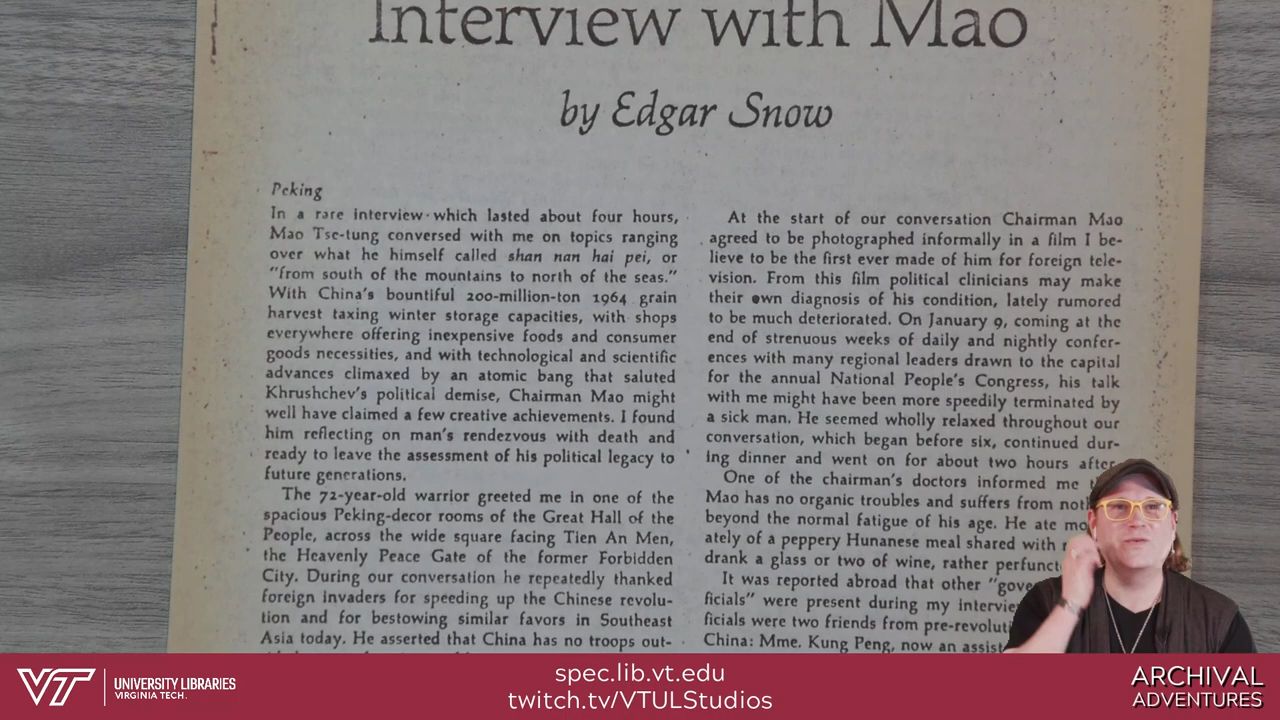 Interview with Mao
by Edgar Snow
Peking
In a rare interview which lasted about four hours,
Mao Tse-tung conversed with me on topics ranging
over what he himself called shan nan hai pei, or
“from south of the mountains to north of the seas.”
With China's bountiful 200-million-ton 1964 grain
harvest taxing winter storage capacities, with shops
everywhere offering inexpensive foods and consumer
goods necessities, and with technological and scientific
advances climaxed by an atomic bang that saluted
Khrushchev's political demise, Chairman Mao might
well have claimed a few creative achievements. I found
him reflecting on man's rendezvous with death and
ready to leave the assessment of his political legacy to
future generations.
The 72-year-old warrior greeted me in one of the
spacious Peking-decor rooms of the Great Hall of the
People, across the wide square facing Tien An Men,
the Heavenly Peace Gate of the former Forbidden
City. During our conversation he repeatedly thanked
foreign invaders for speeding up the Chinese revolu-
tion and for bestowing similar favors in Southeast
Asia today. He asserted that China has no troops out-
At the start of our conversation Chairman Mao
agreed to be photographed informally in a film I be-
lieve to be the first ever made of him for foreign tele-
vision. From this film political clinicians may make
their own diagnosis of his condition, lately rumored
to be much deteriorated. On January 9, coming at the
end of strenuous weeks of daily and nightly confer-
ences with many regional leaders drawn to the capital
for the annual National People's Congress, his talk
with me might have been more speedily terminated by
a sick man. He seemed wholly relaxed throughout our
conversation, which began before six, continued dur-
ing dinner and went on for about two hours after.
One of the chairman's doctors informed me
Mao has no organic troubles and suffers from
beyond the normal fatigue of his age. He ate
ately of a peppery Hunanese meal shared with
drank a glass or two of wine, rather
It was reported abroad that other
ficials” were present during my
ficials were two friends from
China: Mme. Kung Peng, now an
VT
UNIVERSITY LIBRARIES
VIRGINIA TECH.
spec.lib.vt.edu
twitch.tv/VTULStudios
ARCHIVAL
ADVENTURES